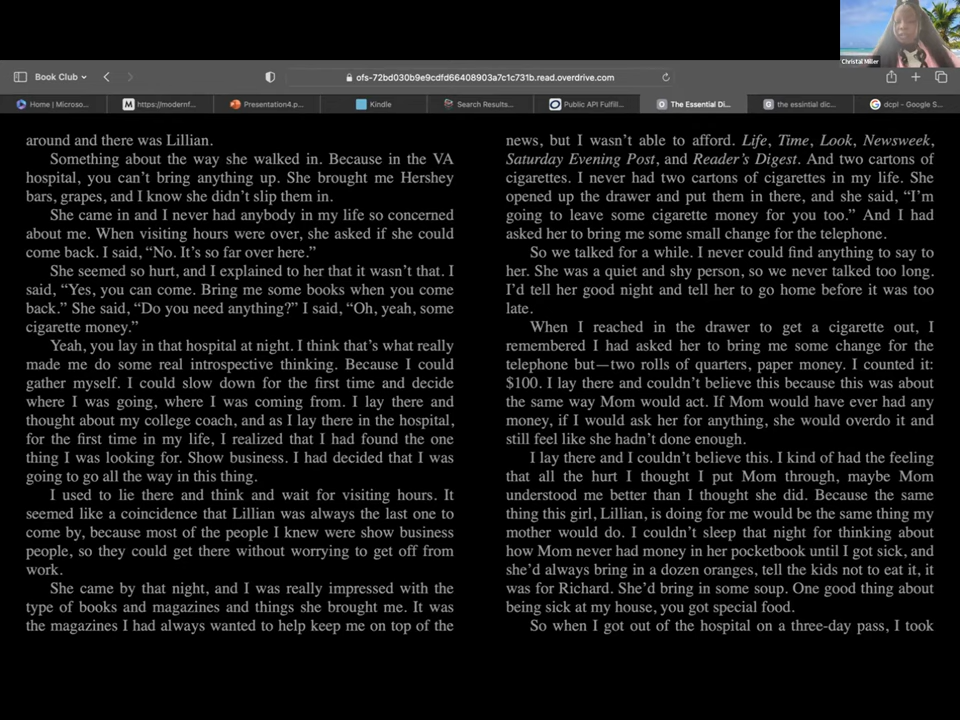 Christal Miller
Book Club
ofs-72bd030b9e9cdfd66408903a7c1c731b.read.overdrive.com
Home | Microso...
M https://modernf...
Presentation4.p...
Kindle
Search Results...
Public API Fulfill...
The Essential Di...
the essintial dic...
dcpl - Google S...
around and there was Lillian.
Something about the way she walked in. Because in the VA
hospital, you can’t bring anything up. She brought me Hershey
bars, grapes, and I know she didn’t slip them in.
She came in and I never had anybody in my life so concerned
about me. When visiting hours were over, she asked if she could
come back. I said, “No. It’s so far over here.”
She seemed so hurt, and I explained to her that it wasn’t that. I
said, “Yes, you can come. Bring me some books when you come
back.” She said, “Do you need anything?” I said, “Oh, yeah, some
cigarette money.”
Yeah, you lay in that hospital at night. I think that’s what really
made me do some real introspective thinking. Because I could
gather myself. I could slow down for the first time and decide
where I was going, where I was coming from. I lay there and
thought about my college coach, and as I lay there in the hospital,
for the first time in my life, I realized that I had found the one
thing I was looking for. Show business. I had decided that I was
going to go all the way in this thing.
I used to lie there and think and wait for visiting hours. It
seemed like a coincidence that Lillian was always the last one to
come by, because most of the people I knew were show business
people, so they could get there without worrying to get off from
work.
She came by that night, and I was really impressed with the
type of books and magazines and things she brought me. It was
the magazines I had always wanted to help keep me on top of the
news, but I wasn’t able to afford. Life, Time, Look, Newsweek,
Saturday Evening Post, and Reader’s Digest. And two cartons of
cigarettes. I never had two cartons of cigarettes in my life. She
opened up the drawer and put them in there, and she said, “I’m
going to leave some cigarette money for you too.” And I had
asked her to bring me some small change for the telephone.
So we talked for a while. I never could find anything to say to
her. She was a quiet and shy person, so we never talked too long.
I’d tell her good night and tell her to go home before it was too
late.
When I reached in the drawer to get a cigarette out, I
remembered I had asked her to bring me some change for the
telephone but—two rolls of quarters, paper money. I counted it:
$100. I lay there and couldn’t believe this because this was about
the same way Mom would act. If Mom would have ever had any
money, if I would ask her for anything, she would overdo it and
still feel like she hadn’t done enough.
I lay there and I couldn’t believe this. I kind of had the feeling
that all the hurt I thought I put Mom through, maybe Mom
understood me better than I thought she did. Because the same
thing this girl, Lillian, is doing for me would be the same thing my
mother would do. I couldn’t sleep that night for thinking about
how Mom never had money in her pocketbook until I got sick, and
she’d always bring in a dozen oranges, tell the kids not to eat it, it
was for Richard. She’d bring in some soup. One good thing about
being sick at my house, you got special food.
So when I got out of the hospital on a three-day pass, I took